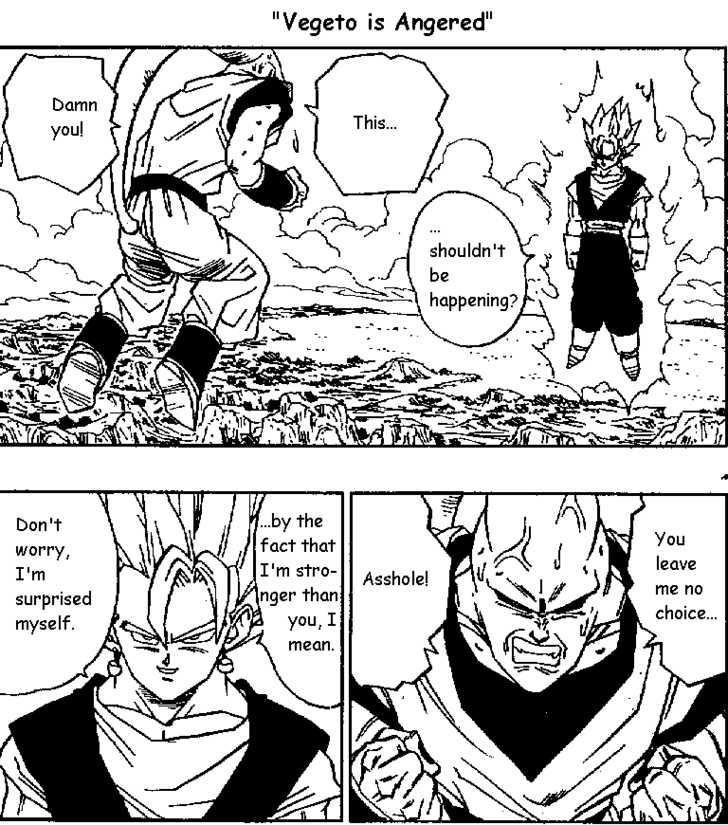 "Vegeto is Angered"
Damn
you!
This...
...
shouldn't
be
happening?
Don't
worry,
I'm
surprised
myself.
...by the
fact that
I'm stro-
nger than
you, I
mean.
Asshole!
You
leave
me no
choice...